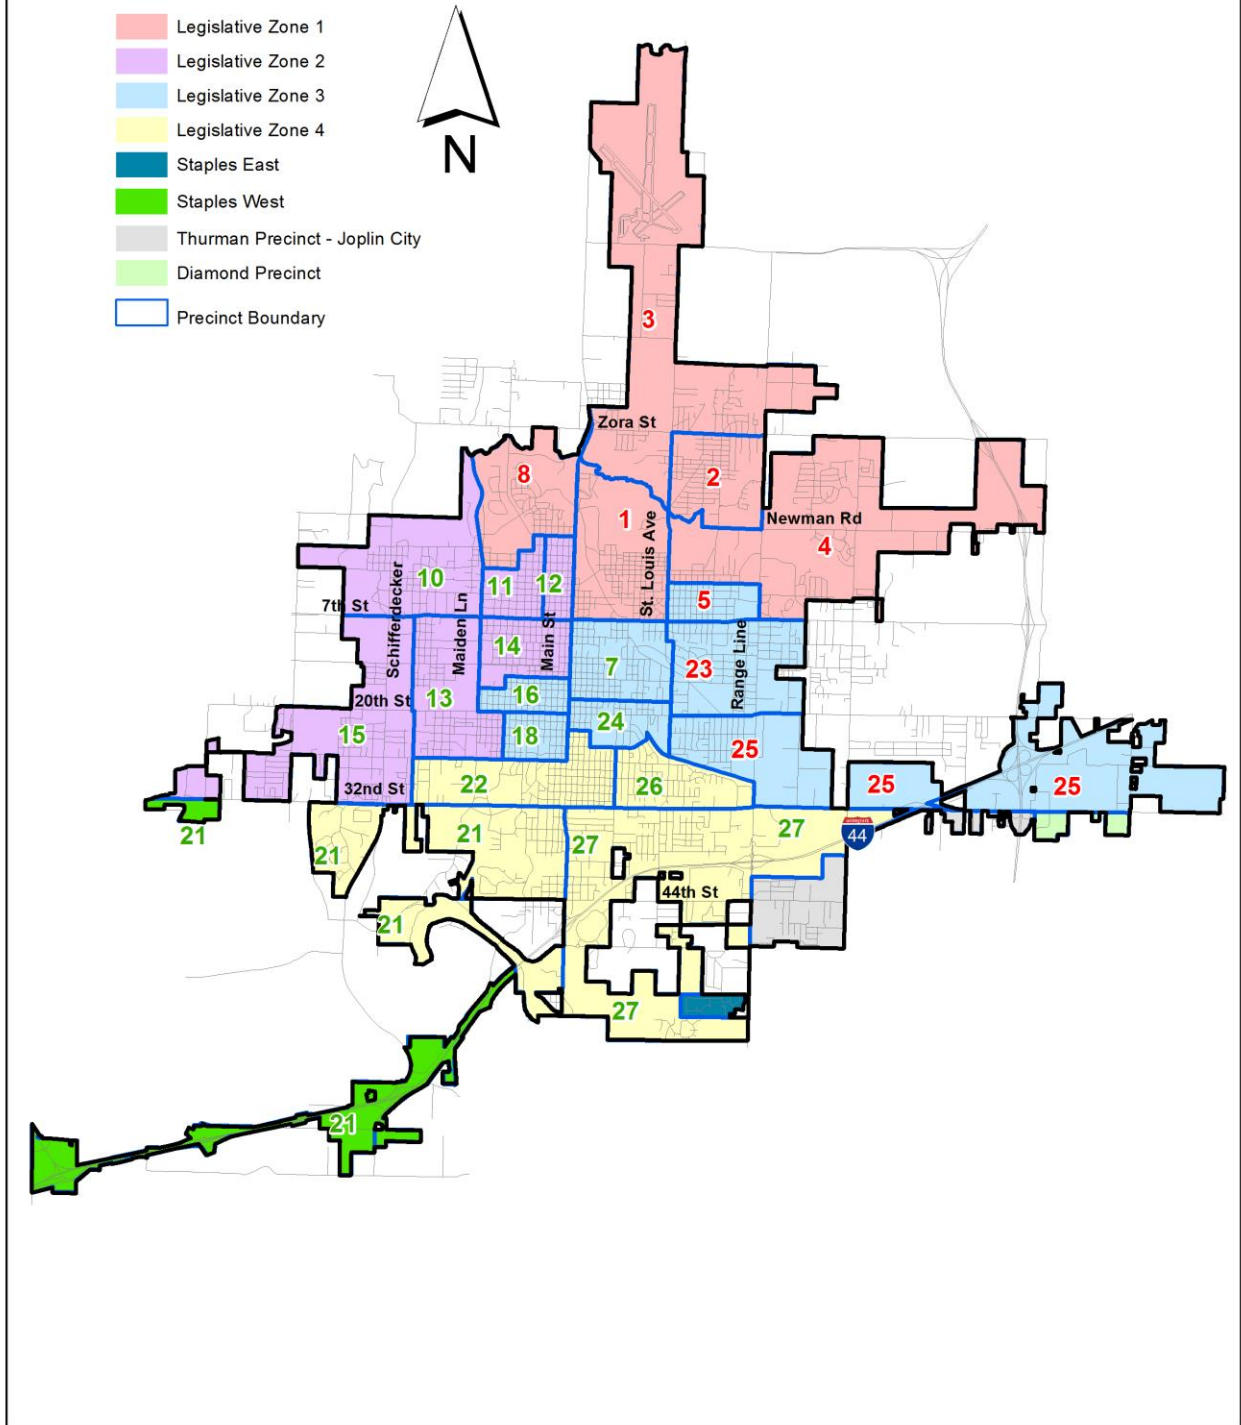 Legislative Zone 1
Legislative Zone 2
Legislative Zone 3
Legislative Zone 4
Staples East
Staples West
Thurman Precinct - Joplin City
Diamond Precinct
Precinct Boundary
N
3
Zora St
8
2
1
Newman Rd
4
St. Louis Ave
10
11
12
Schifferdecker
Maiden Ln
Main St
5
7th St
14
7
23
Range Line
16
20th St
13
15
18
24
25
22
26
32nd St
25
25
21
21
21
27
27
44
44th St
21
27
21